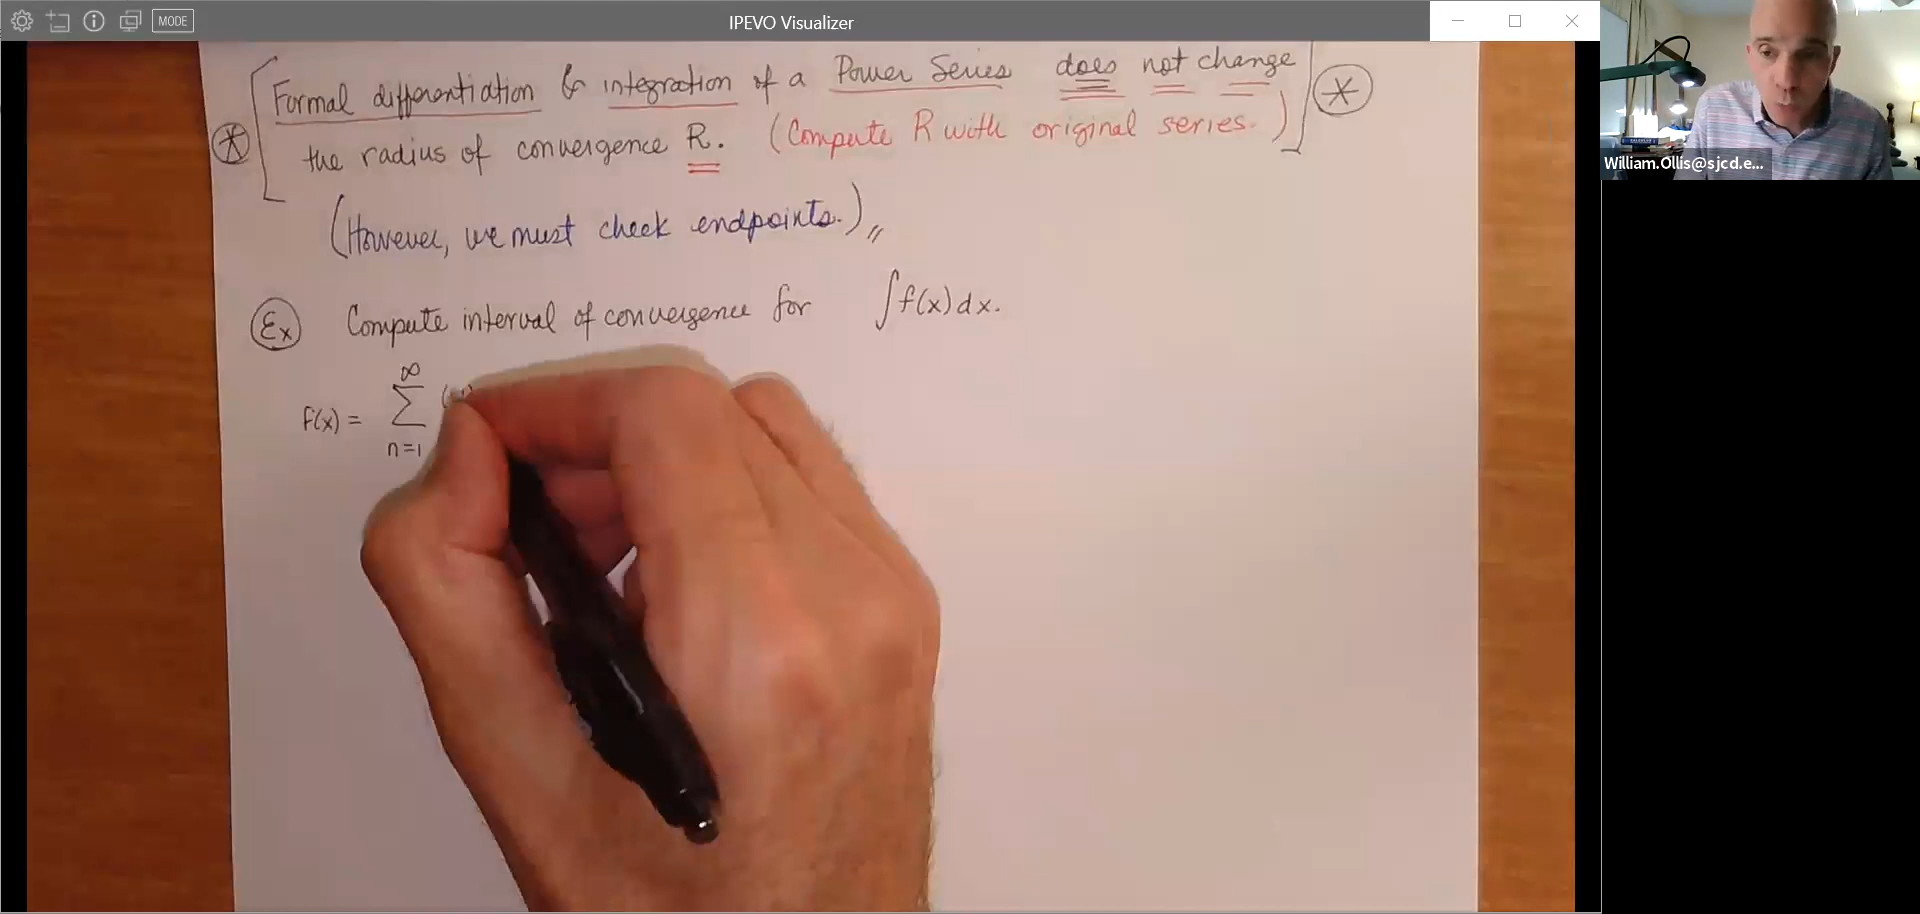 MODE
IPEVO Visualizer
Formal differentiation & integration of a Power Series does not change
the radius of convergence R. (Compute R with original series.)
(However, we must check endpoints.)
Ex Compute interval of convergence for ∫f(x)dx.
∞
f(x) = ∑
n=1
William.Ollis@sjcd.e...